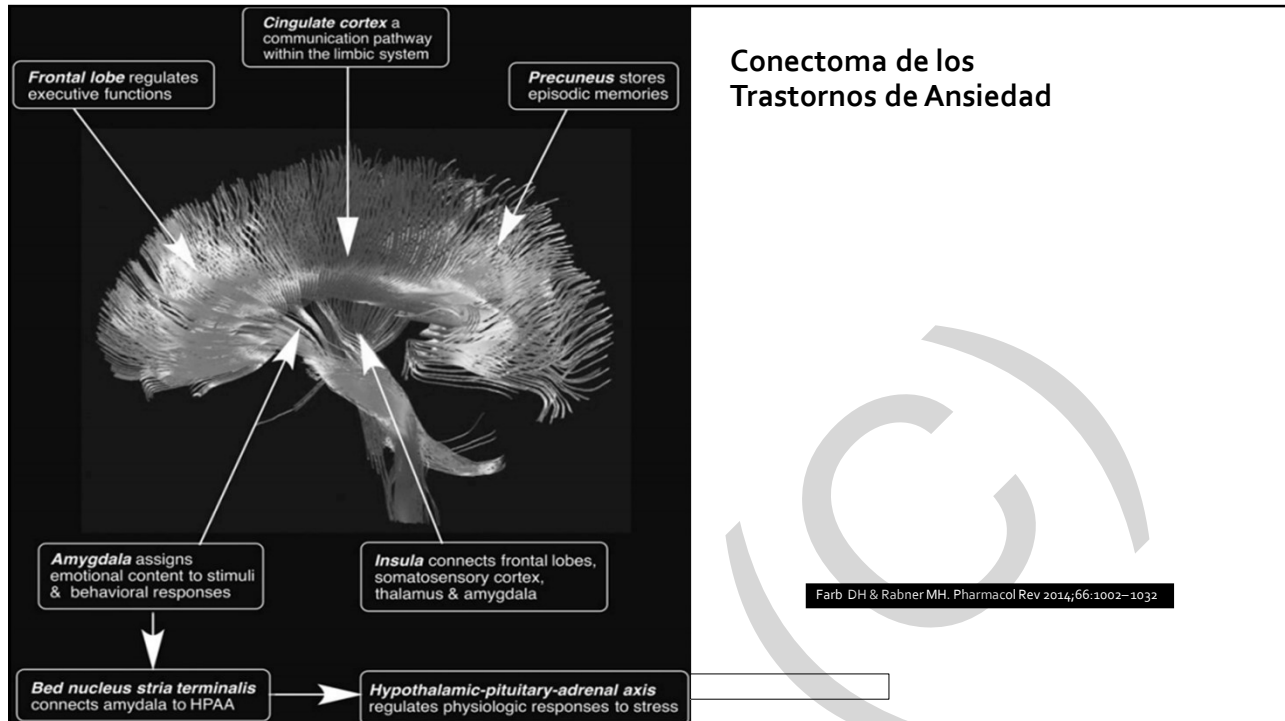 Cingulate cortex a
communication pathway
within the limbic system
Frontal lobe regulates
executive functions
Precuneus stores
episodic memories
Conectoma de los
Trastornos de Ansiedad
Amygdala assigns
emotional content to stimuli
& behavioral responses
Insula connects frontal lobes,
somatosensory cortex,
thalamus & amygdala
Farb DH & Rabner MH. Pharmacol Rev 2014;66:1002–1032
Bed nucleus stria terminalis
connects amydala to HPAA
Hypothalamic-pituitary-adrenal axis
regulates physiologic responses to stress
(C)